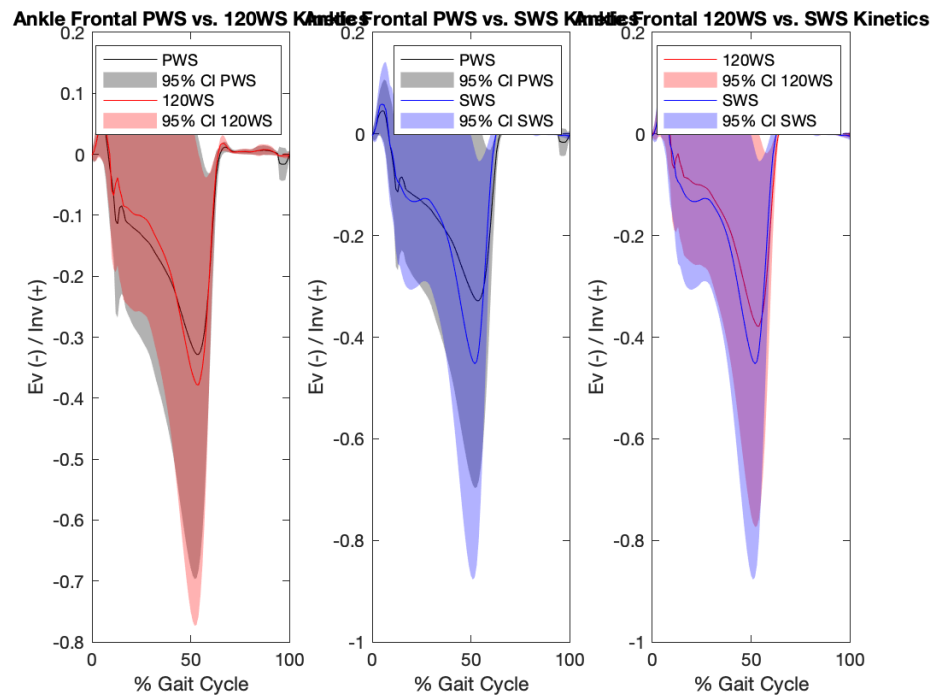 Ankle Frontal PWS vs. 120WS Kinetics
0.2
0.1
0
-0.1
-0.2
-0.3
-0.4
-0.5
-0.6
-0.7
-0.8
Ev (-) / Inv (+)
PWS
95% CI PWS
120WS
95% CI 120WS
0
50
100
% Gait Cycle
Ankle Frontal PWS vs. SWS Kinetics
0.2
0
-0.2
-0.4
-0.6
-0.8
-1
Ev (-) / Inv (+)
PWS
95% CI PWS
SWS
95% CI SWS
0
50
100
% Gait Cycle
Ankle Frontal 120WS vs. SWS Kinetics
0.2
0
-0.2
-0.4
-0.6
-0.8
-1
Ev (-) / Inv (+)
120WS
95% CI 120WS
SWS
95% CI SWS
0
50
100
% Gait Cycle